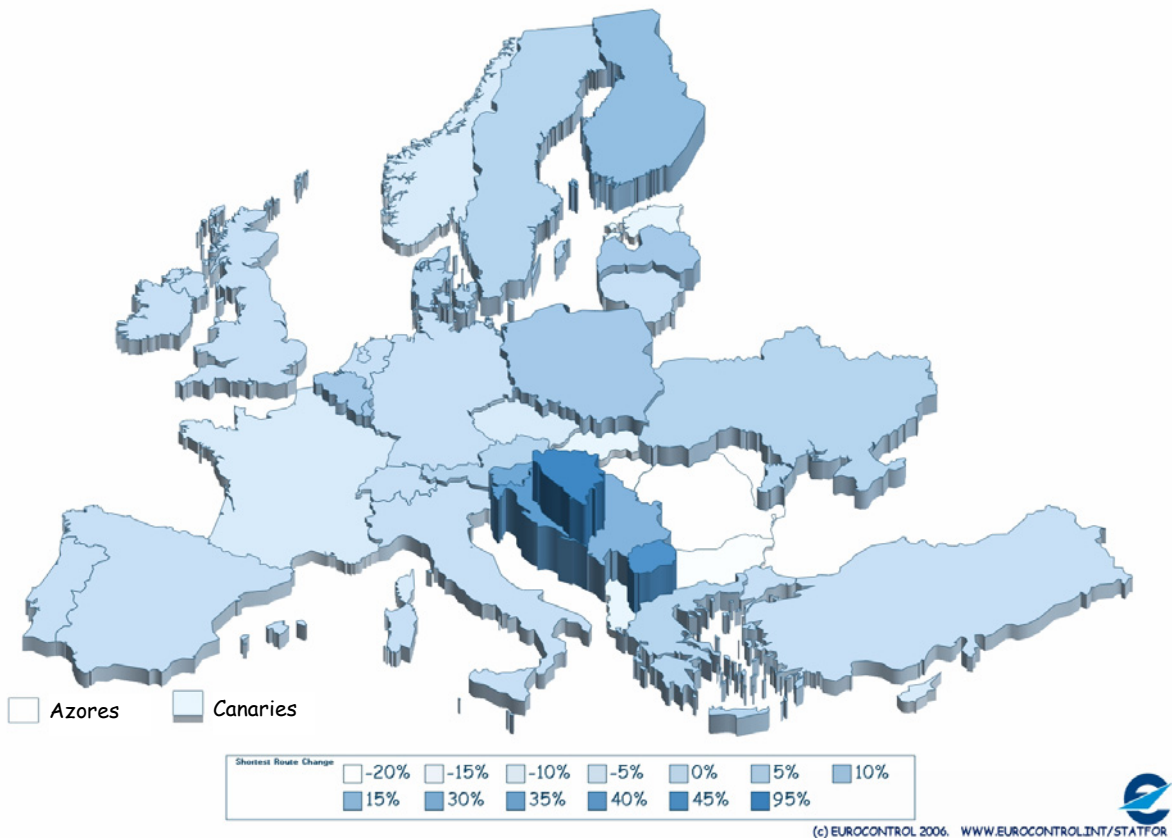 Azores
Canaries
Shortest Route Change
-20% -15% -10% -5% 0% 5% 10%
15% 30% 35% 40% 45% 95%
(c) EUROCONTROL 2006. WWW.EUROCONTROL.INT/STATFOR